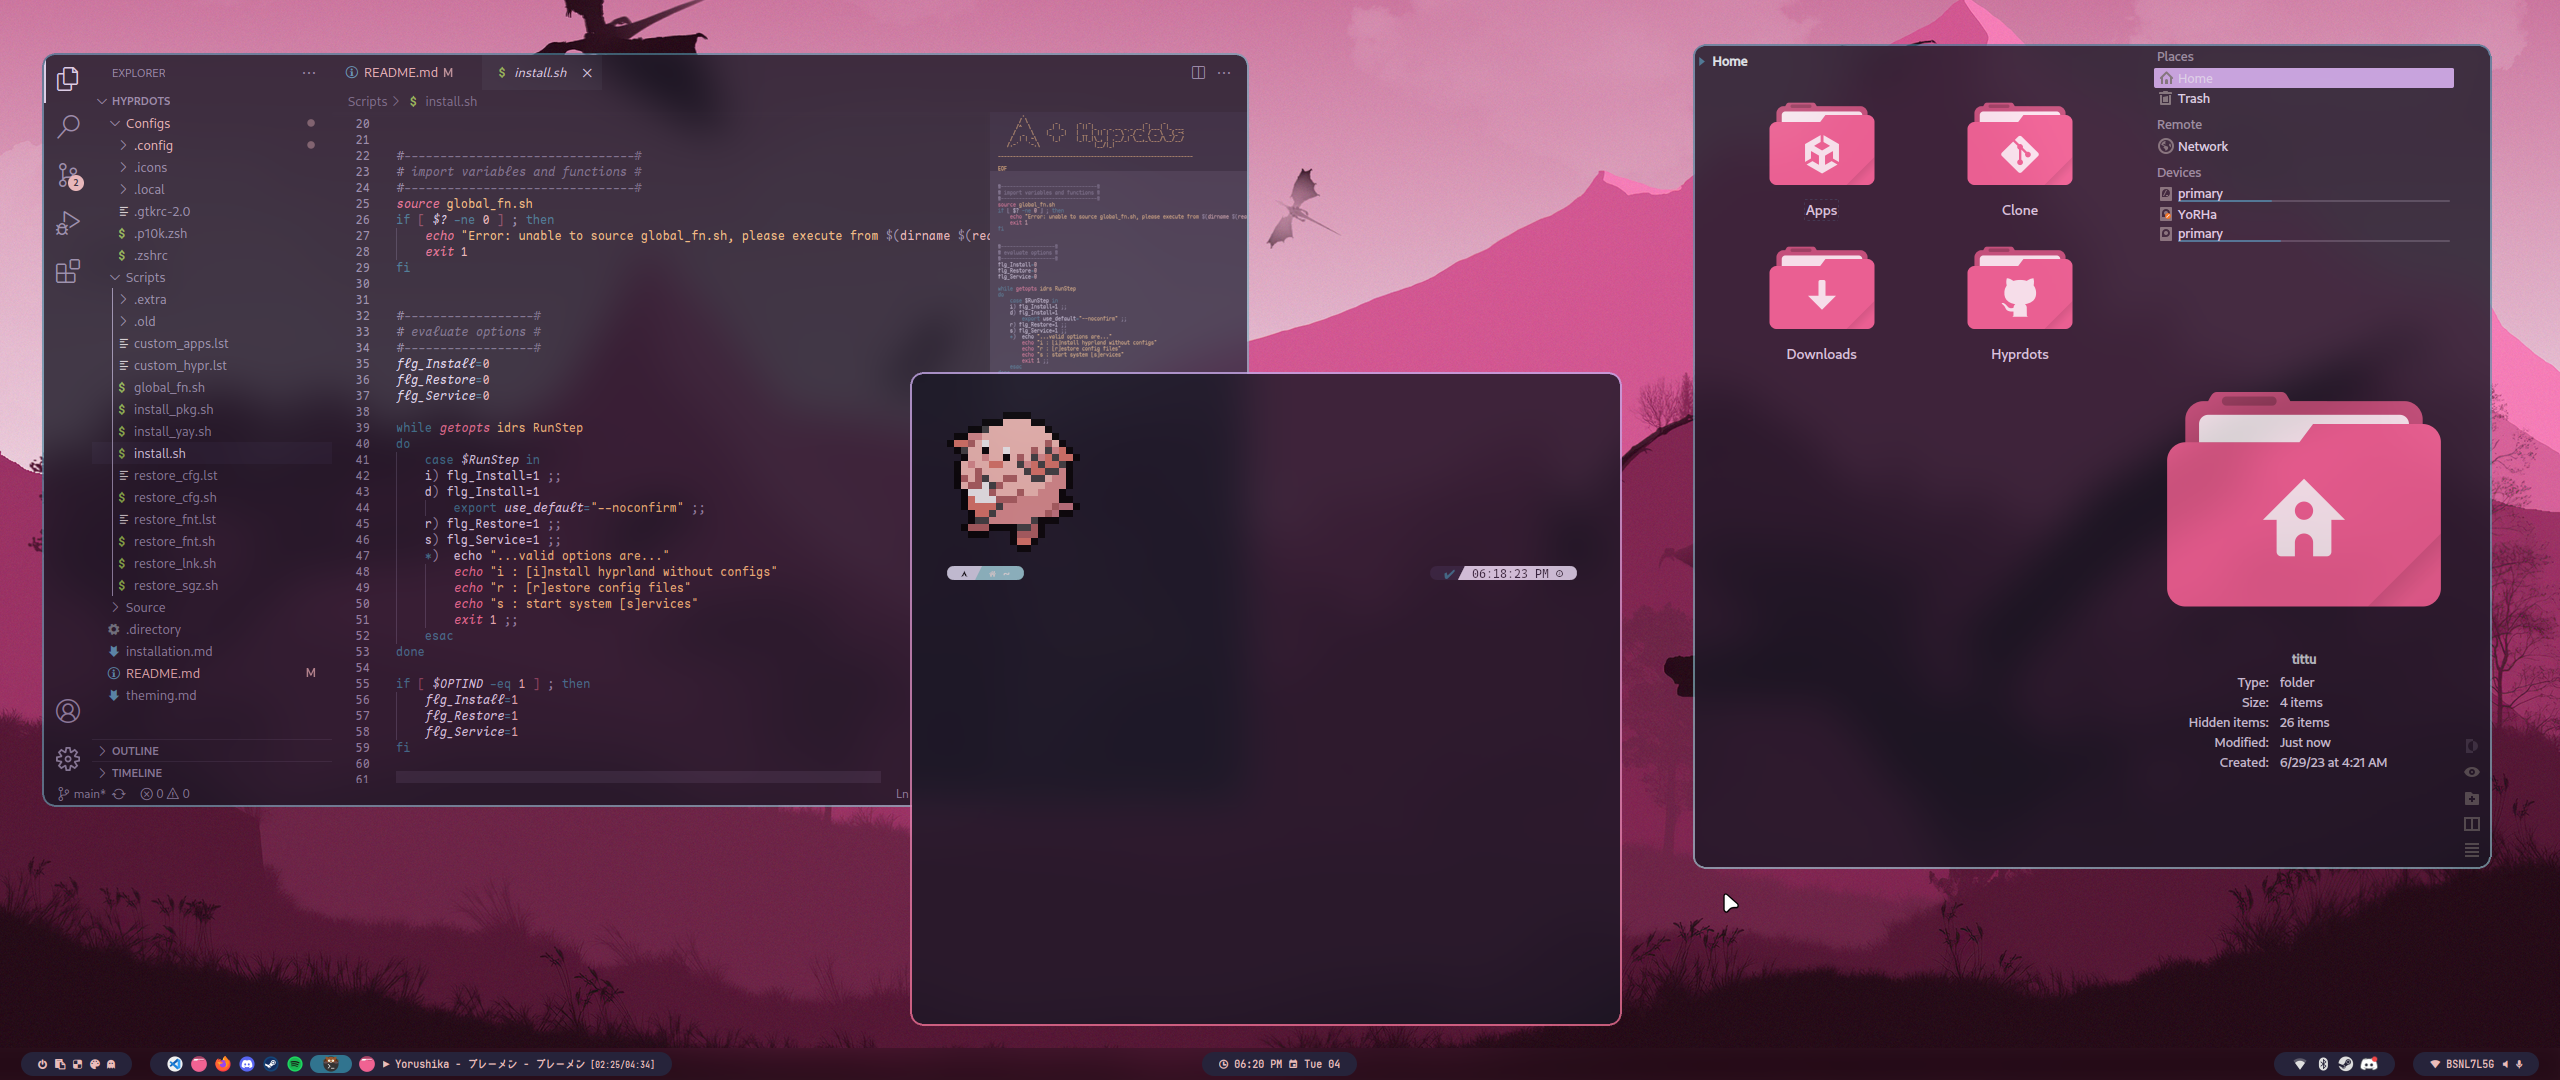 EXPLORER
HYPRDOTS
Configs
.config
.icons
.local
.gtkrc-2.0
.p10k.zsh
.zshrc
Scripts
.extra
.old
custom_apps.lst
custom_hypr.lst
global_fn.sh
install_pkg.sh
install_yay.sh
install.sh
restore_cfg.lst
restore_cfg.sh
restore_fnt.lst
restore_fnt.sh
restore_lnk.sh
restore_sgz.sh
Source
.directory
installation.md
README.md M
theming.md
OUTLINE
TIMELINE
2
main* 0 0
README.md M
install.sh
Scripts > $ install.sh
20
21
22 #--------------------------------#
23 # import variables and functions #
24 #--------------------------------#
25 source global_fn.sh
26 if [ $? -ne 0 ] ; then
27 echo "Error: unable to source global_fn.sh, please execute from $(dirname $(rea
28 exit 1
29 fi
30
31
32 #------------------#
33 # evaluate options #
34 #------------------#
35 flg_Install=0
36 flg_Restore=0
37 flg_Service=0
38
39 while getopts idrs RunStep
40 do
41 case $RunStep in
42 i) flg_Install=1 ;;
43 d) flg_Install=1
44 export use_default="--noconfirm" ;;
45 r) flg_Restore=1 ;;
46 s) flg_Service=1 ;;
47 *) echo "...valid options are..."
48 echo "i : [i]nstall hyprland without configs"
49 echo "r : [r]estore config files"
50 echo "s : start system [s]ervices"
51 exit 1 ;;
52 esac
53 done
54
55 if [ $OPTIND -eq 1 ] ; then
56 flg_Install=1
57 flg_Restore=1
58 flg_Service=1
59 fi
60
61
Ln
06:18:23 PM
Home
Apps
Clone
Downloads
Hyprdots
Places
Home
Trash
Remote
Network
Devices
primary
YoRHa
primary
tittu
Type: folder
Size: 4 items
Hidden items: 26 items
Modified: Just now
Created: 6/29/23 at 4:21 AM
Yorushika - ブレーメン - ブレーメン [02:25/04:34]
06:20 PM Tue 04
BSNL7L5G